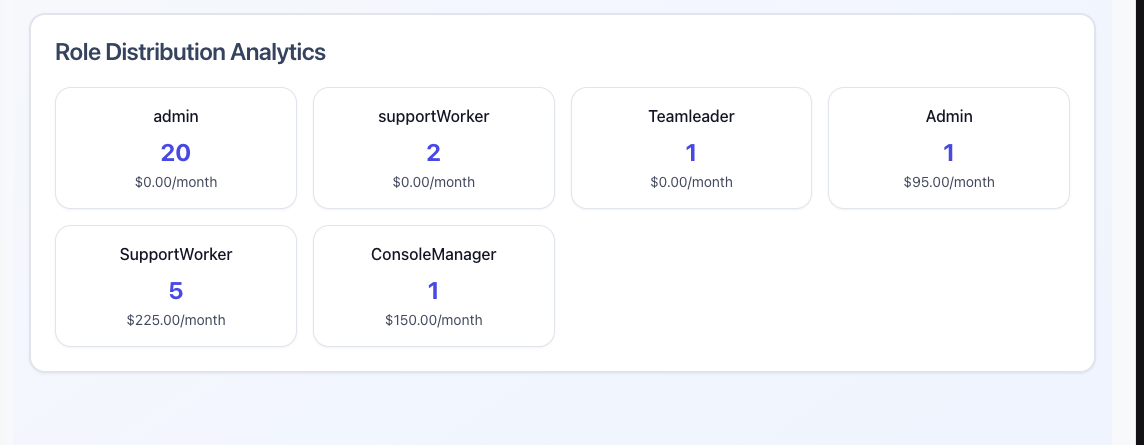 Role Distribution Analytics
admin
20
$0.00/month
supportWorker
2
$0.00/month
Teamleader
1
$0.00/month
Admin
1
$95.00/month
SupportWorker
5
$225.00/month
ConsoleManager
1
$150.00/month